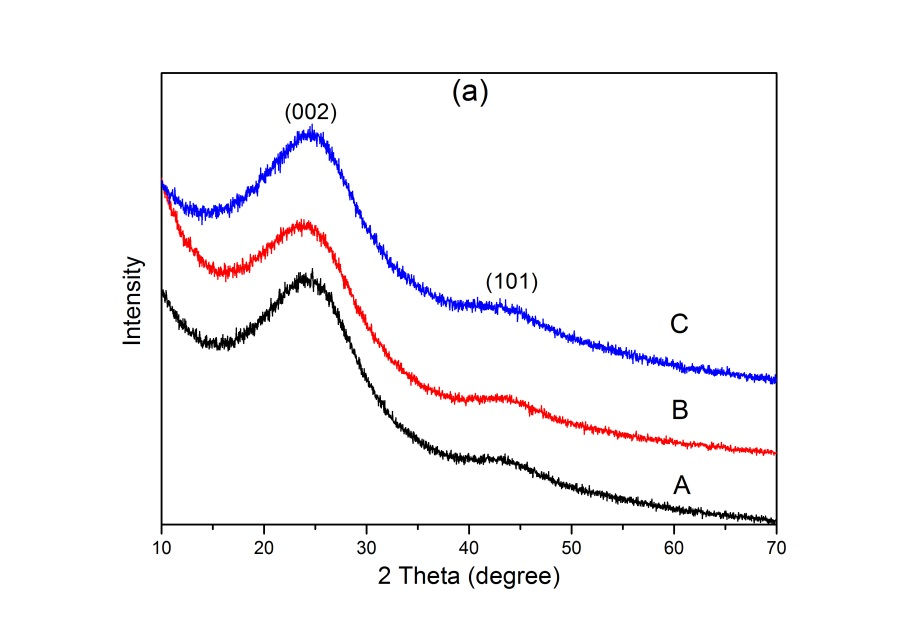 (a)
(002)
(101)
Intensity
C
B
A
10 20 30 40 50 60 70
2 Theta (degree)